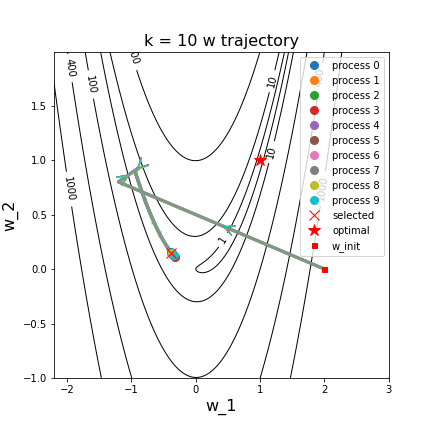 k = 10 w trajectory
w_2
1.5
1.0
0.5
0.0
−0.5
−1.0
−2
−1
0
1
2
3
w_1
400
100
1000
10
10
1
process 0
process 1
process 2
process 3
process 4
process 5
process 6
process 7
process 8
process 9
selected
optimal
w_init